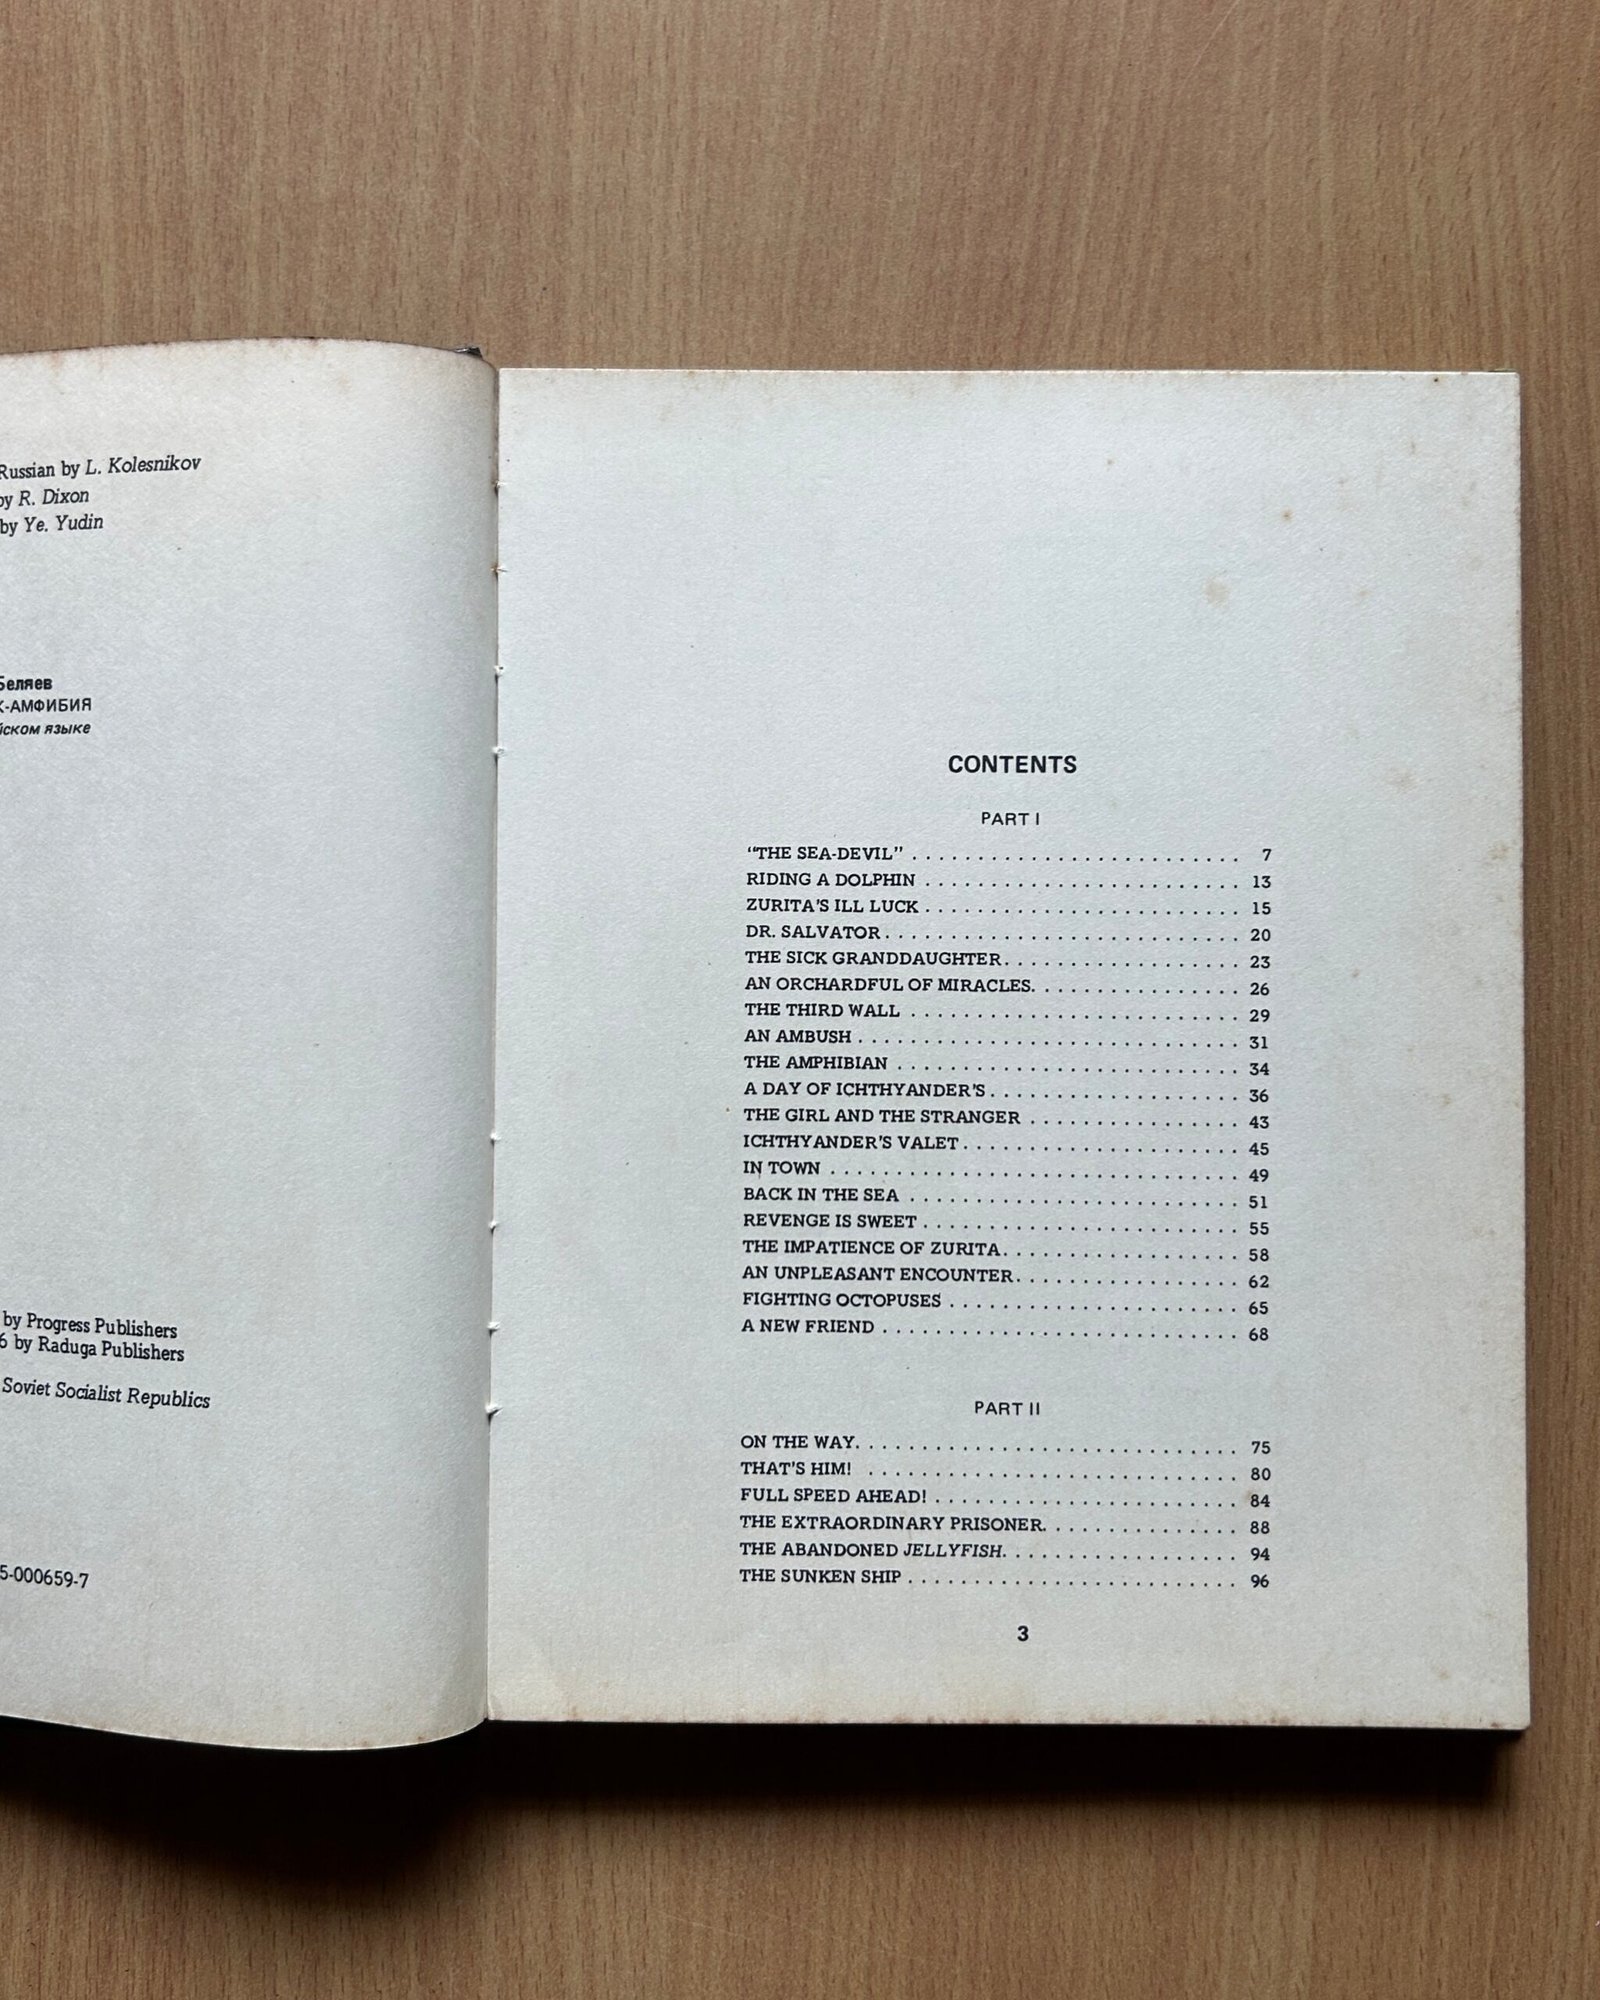 Russian by L. Kolesnikov
by R. Dixon
by Ye. Yudin
Беляев
К-АМФИБИЯ
йском языке
by Progress Publishers
6 by Raduga Publishers
Soviet Socialist Republics
5-000659-7
CONTENTS
PART I
"THE SEA-DEVIL" . . . . . . . . . . . . . . . . . . . . . . . . . 7
RIDING A DOLPHIN . . . . . . . . . . . . . . . . . . . . . . . . 13
ZURITA'S ILL LUCK . . . . . . . . . . . . . . . . . . . . . . . . 15
DR. SALVATOR . . . . . . . . . . . . . . . . . . . . . . . . . . . 20
THE SICK GRANDDAUGHTER . . . . . . . . . . . . . . . . . . 23
AN ORCHARDFUL OF MIRACLES. . . . . . . . . . . . . . . . 26
THE THIRD WALL . . . . . . . . . . . . . . . . . . . . . . . . . 29
AN AMBUSH . . . . . . . . . . . . . . . . . . . . . . . . . . . . . 31
THE AMPHIBIAN . . . . . . . . . . . . . . . . . . . . . . . . . . 34
A DAY OF ICHTHYANDER'S . . . . . . . . . . . . . . . . . . . 36
THE GIRL AND THE STRANGER . . . . . . . . . . . . . . . . 43
ICHTHYANDER'S VALET . . . . . . . . . . . . . . . . . . . . . 45
IN TOWN . . . . . . . . . . . . . . . . . . . . . . . . . . . . . . . 49
BACK IN THE SEA . . . . . . . . . . . . . . . . . . . . . . . . . 51
REVENGE IS SWEET . . . . . . . . . . . . . . . . . . . . . . . . 55
THE IMPATIENCE OF ZURITA . . . . . . . . . . . . . . . . . . 58
AN UNPLEASANT ENCOUNTER . . . . . . . . . . . . . . . . . 62
FIGHTING OCTOPUSES . . . . . . . . . . . . . . . . . . . . . . 65
A NEW FRIEND . . . . . . . . . . . . . . . . . . . . . . . . . . . 68
PART II
ON THE WAY. . . . . . . . . . . . . . . . . . . . . . . . . . . . . 75
THAT'S HIM! . . . . . . . . . . . . . . . . . . . . . . . . . . . . 80
FULL SPEED AHEAD! . . . . . . . . . . . . . . . . . . . . . . . 84
THE EXTRAORDINARY PRISONER. . . . . . . . . . . . . . . 88
THE ABANDONED JELLYFISH. . . . . . . . . . . . . . . . . . 94
THE SUNKEN SHIP . . . . . . . . . . . . . . . . . . . . . . . . . 96
3